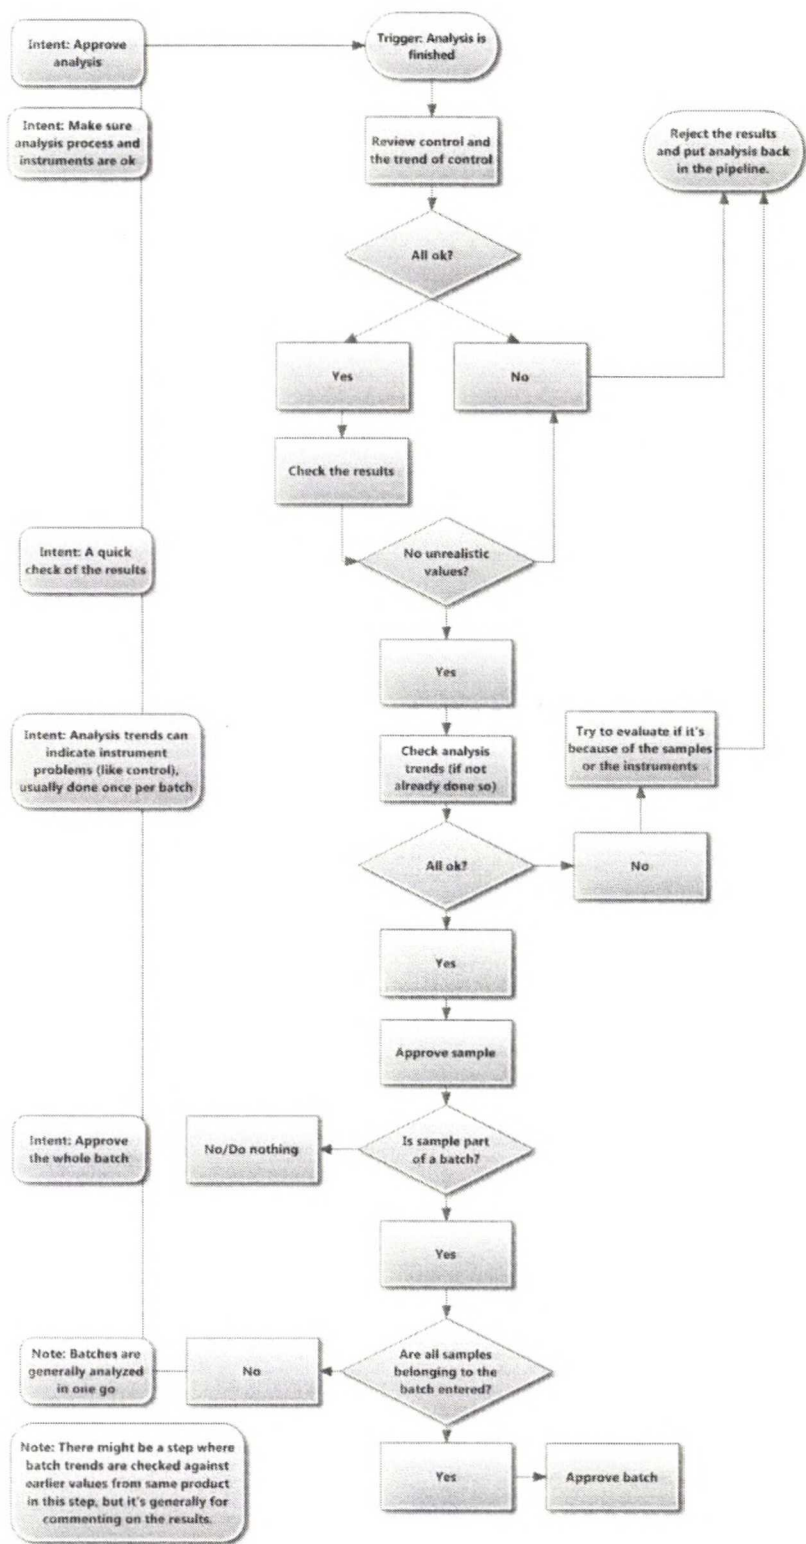 Intent: Approve
analysis
Trigger: Analysis is
finished
Intent: Make sure
analysis process and
instruments are ok
Review control and
the trend of control
Reject the results
and put analysis back
in the pipeline.
All ok?
Yes
No
Check the results
Intent: A quick
check of the results
No unrealistic
values?
Yes
Intent: Analysis trends can
indicate instrument
problems (like control),
usually done once per batch
Check analysis
trends (if not
already done so)
Try to evaluate if it's
because of the samples
or the instruments
All ok?
No
Yes
Approve sample
Intent: Approve
the whole batch
No/Do nothing
Is sample part
of a batch?
Yes
Note: Batches are
generally analyzed
in one go
No
Are all samples
belonging to the
batch entered?
Note: There might be a step where
batch trends are checked against
earlier values from same product
in this step, but it's generally for
commenting on the results.
Yes
Approve batch